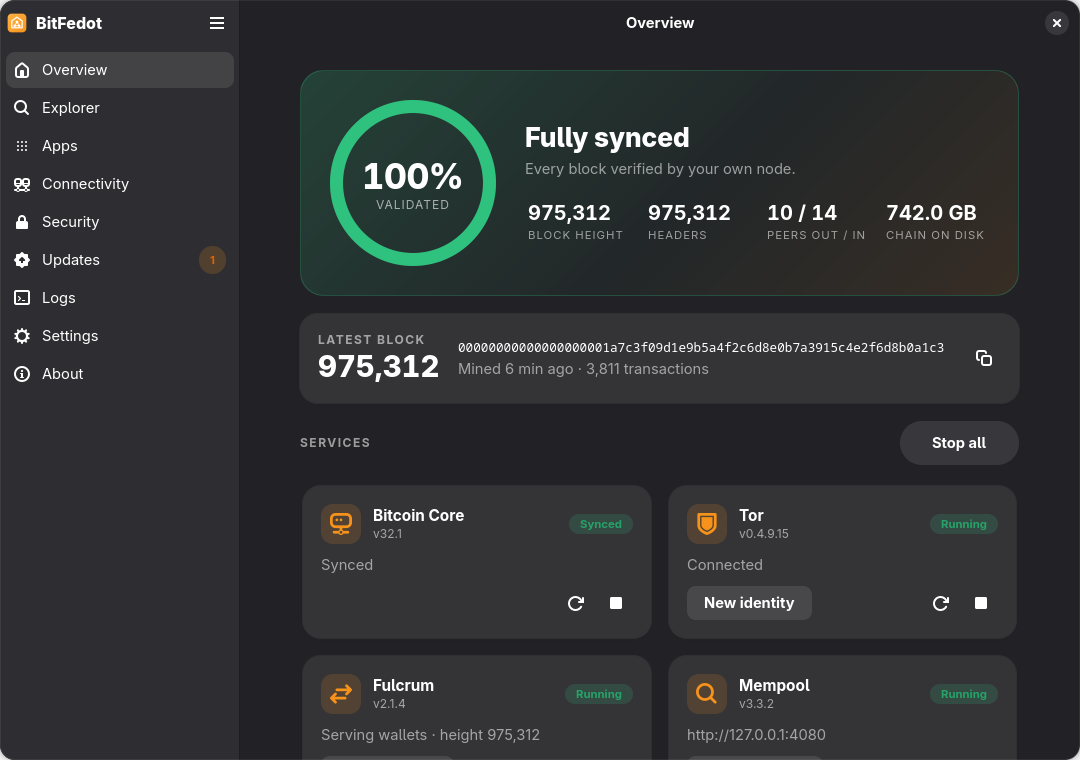 BitFedot
Overview
Overview
Explorer
Apps
Connectivity
Security
Updates
1
Logs
Settings
About
100%
VALIDATED
Fully synced
Every block verified by your own node.
975,312
BLOCK HEIGHT
975,312
HEADERS
10 / 14
PEERS OUT / IN
742.0 GB
CHAIN ON DISK
LATEST BLOCK
975,312
00000000000000000001a7c3f09d1e9b5a4f2c6d8e0b7a3915c4e2f6d8b0a1c3
Mined 6 min ago · 3,811 transactions
SERVICES
Stop all
Bitcoin Core
v32.1
Synced
Synced
Tor
v0.4.9.15
Running
Connected
New identity
Fulcrum
v2.1.4
Running
Serving wallets · height 975,312
Mempool
v3.3.2
Running
http://127.0.0.1:4080